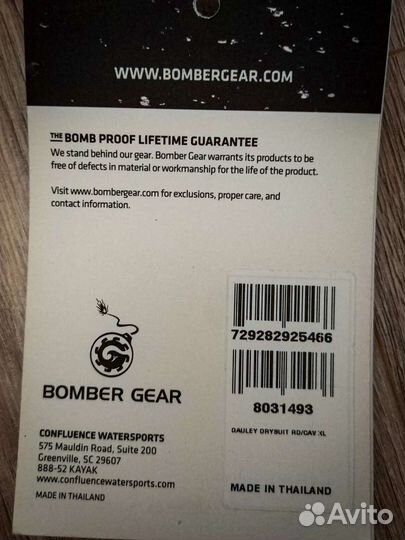 WWW.BOMBERGEAR.COM
THE BOMB PROOF LIFETIME GUARANTEE
We stand behind our gear. Bomber Gear warrants its products to be
free of defects in material or workmanship for the life of the product.
Visit www.bombergear.com for exclusions, proper care, and
contact information.
BOMBER GEAR
CONFLUENCE WATERSPORTS
575 Mauldin Road, Suite 200
Greenville, SC 27607
888-52 KAYAK
www.confluencewatersports.com
MADE IN THAILAND
729282925466
8031493
GAULEY DRYSUIT RD/GAV XL
MADE IN THAILAND
Avito